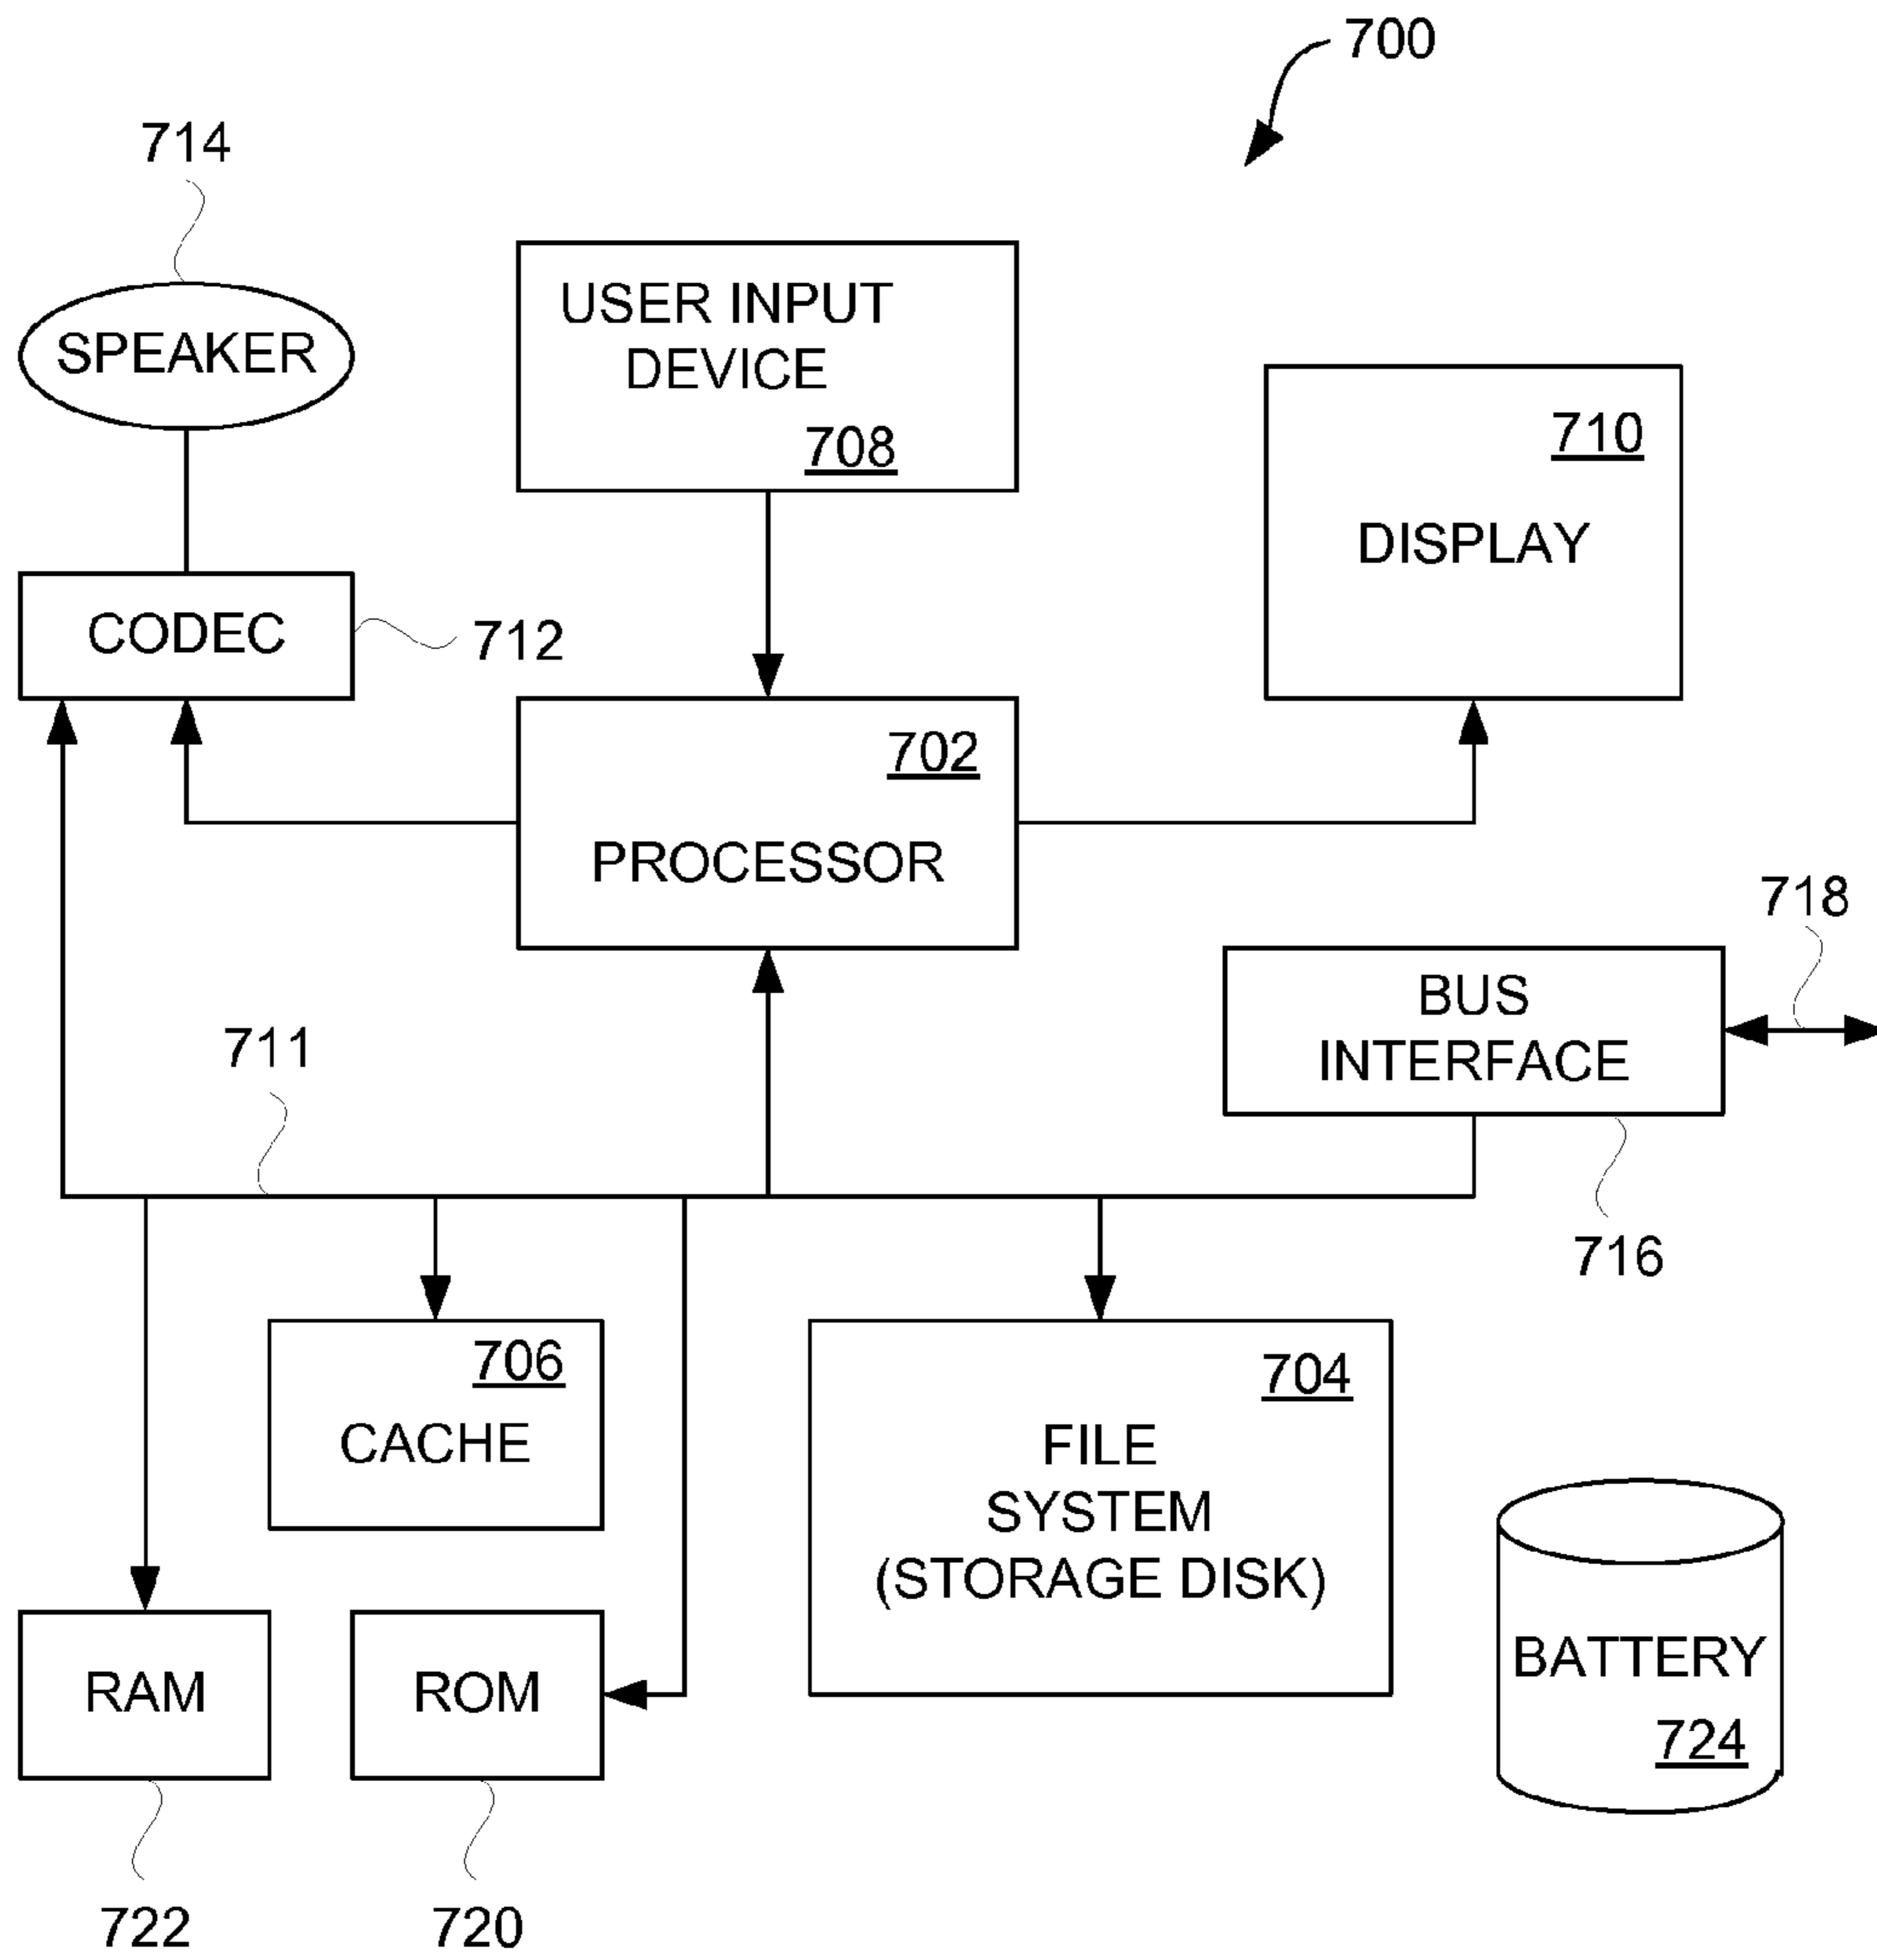 700
714
SPEAKER
USER INPUT
DEVICE
708
710
DISPLAY
CODEC
712
702
PROCESSOR
718
BUS
INTERFACE
711
716
706
CACHE
704
FILE
SYSTEM
(STORAGE DISK)
RAM
ROM
BATTERY
724
722
720